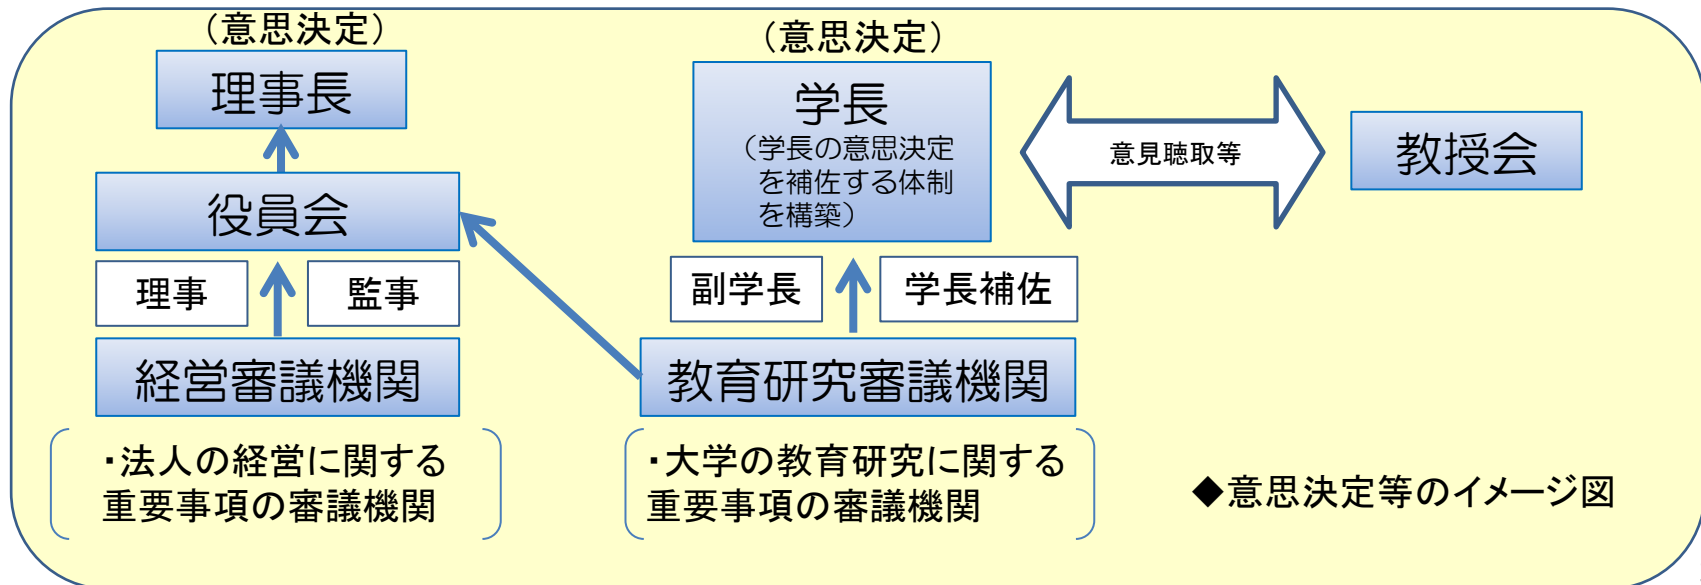 （意思決定）
理事長
役員会
理事
監事
経営審議機関
・法人の経営に関する
重要事項の審議機関
（意思決定）
学長
（学長の意思決定
を補佐する体制
を構築）
副学長
学長補佐
教育研究審議機関
・大学の教育研究に関する
重要事項の審議機関
意見聴取等
教授会
◆意思決定等のイメージ図